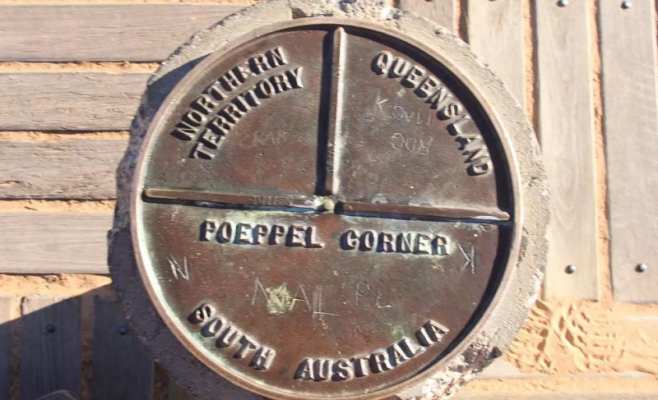 NORTHERN
TERRITORY
QUEENSLAND
POEPPEL CORNER
N
K
SOUTH AUSTRALIA